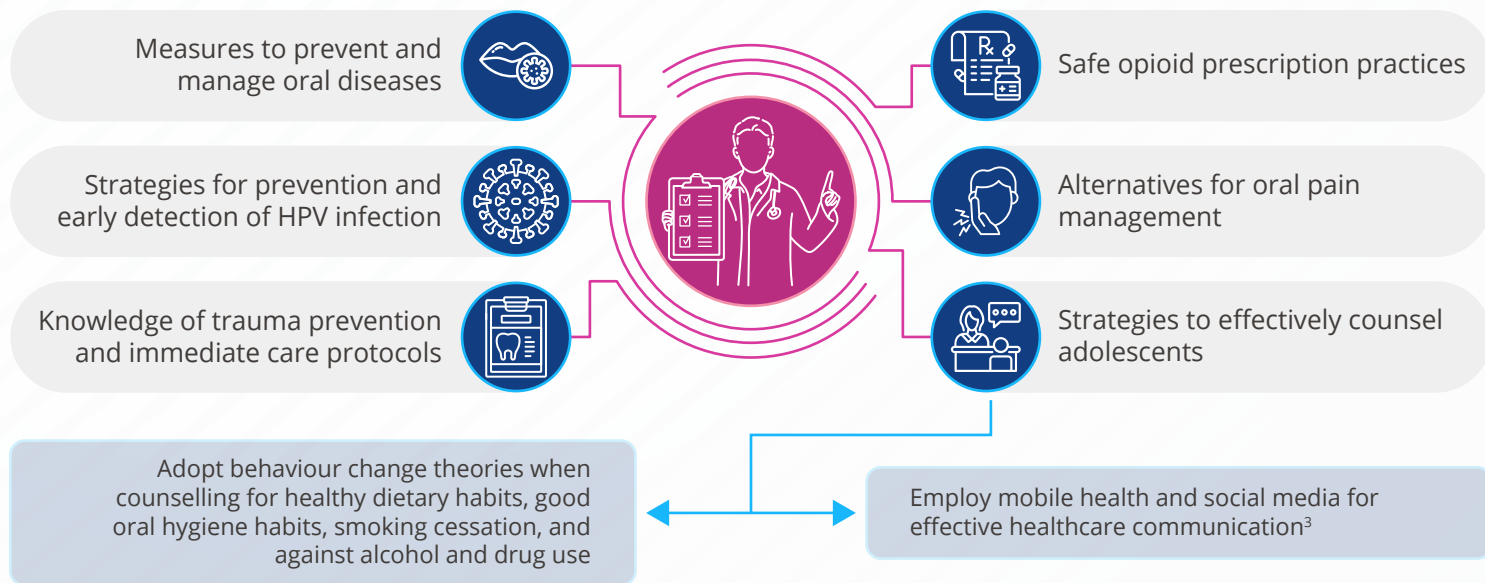 Measures to prevent and
manage oral diseases
Strategies for prevention and
early detection of HPV infection
Knowledge of trauma prevention
and immediate care protocols
Rx
Safe opioid prescription practices
Alternatives for oral pain
management
Strategies to effectively counsel
adolescents
Adopt behaviour change theories when
counselling for healthy dietary habits, good
oral hygiene habits, smoking cessation, and
against alcohol and drug use
Employ mobile health and social media for
effective healthcare communication³